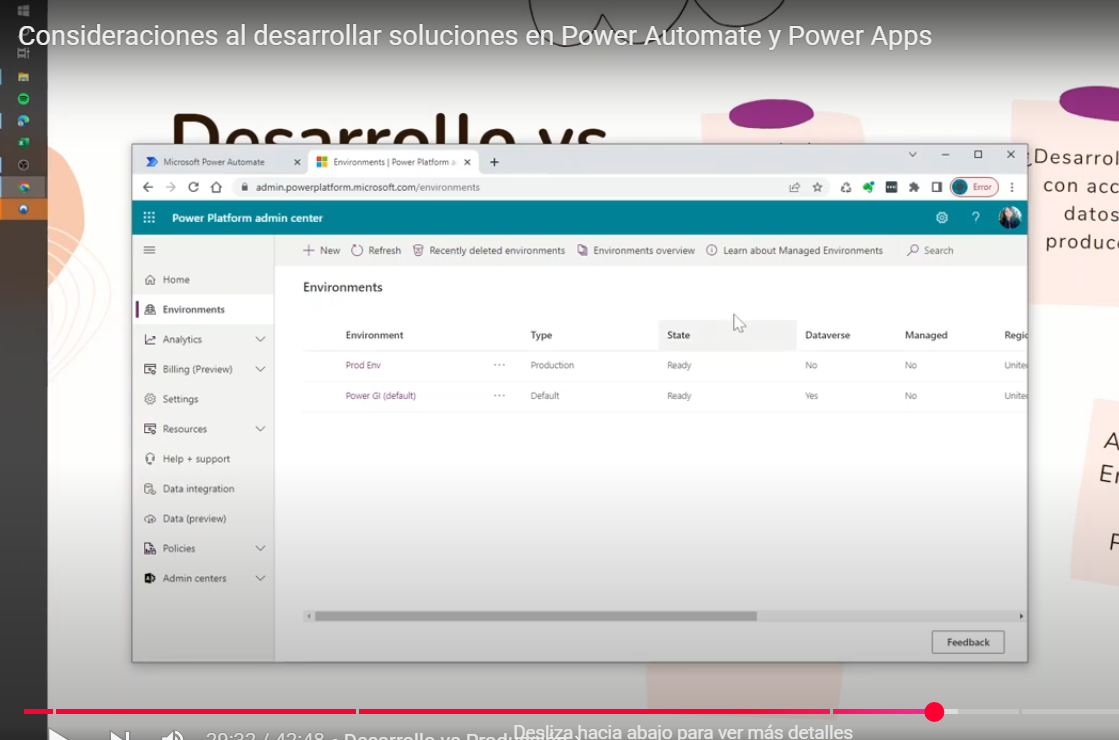 Consideraciones al desarrollar soluciones en Power Automate y Power Apps
Desarrollo vs
Microsoft Power Automate
Environments | Power Platform a
admin.powerplatform.microsoft.com/environments
Error
Power Platform admin center
New Refresh Recently deleted environments Environments overview Learn about Managed Environments Search
Home
Environments
Analytics
Billing (Preview)
Settings
Resources
Help + support
Data integration
Data (preview)
Policies
Admin centers
Environments
Environment Type State Dataverse Managed Regio
Prod Env ... Production Ready No No Unite
Power GI (default) ... Default Ready Yes No Unite
Feedback
¿Desarrol
con acc
datos
produc
A
En
F
29:32 / 42:48 • Desarrollo vs Producción
Desliza hacia abajo para ver más detalles